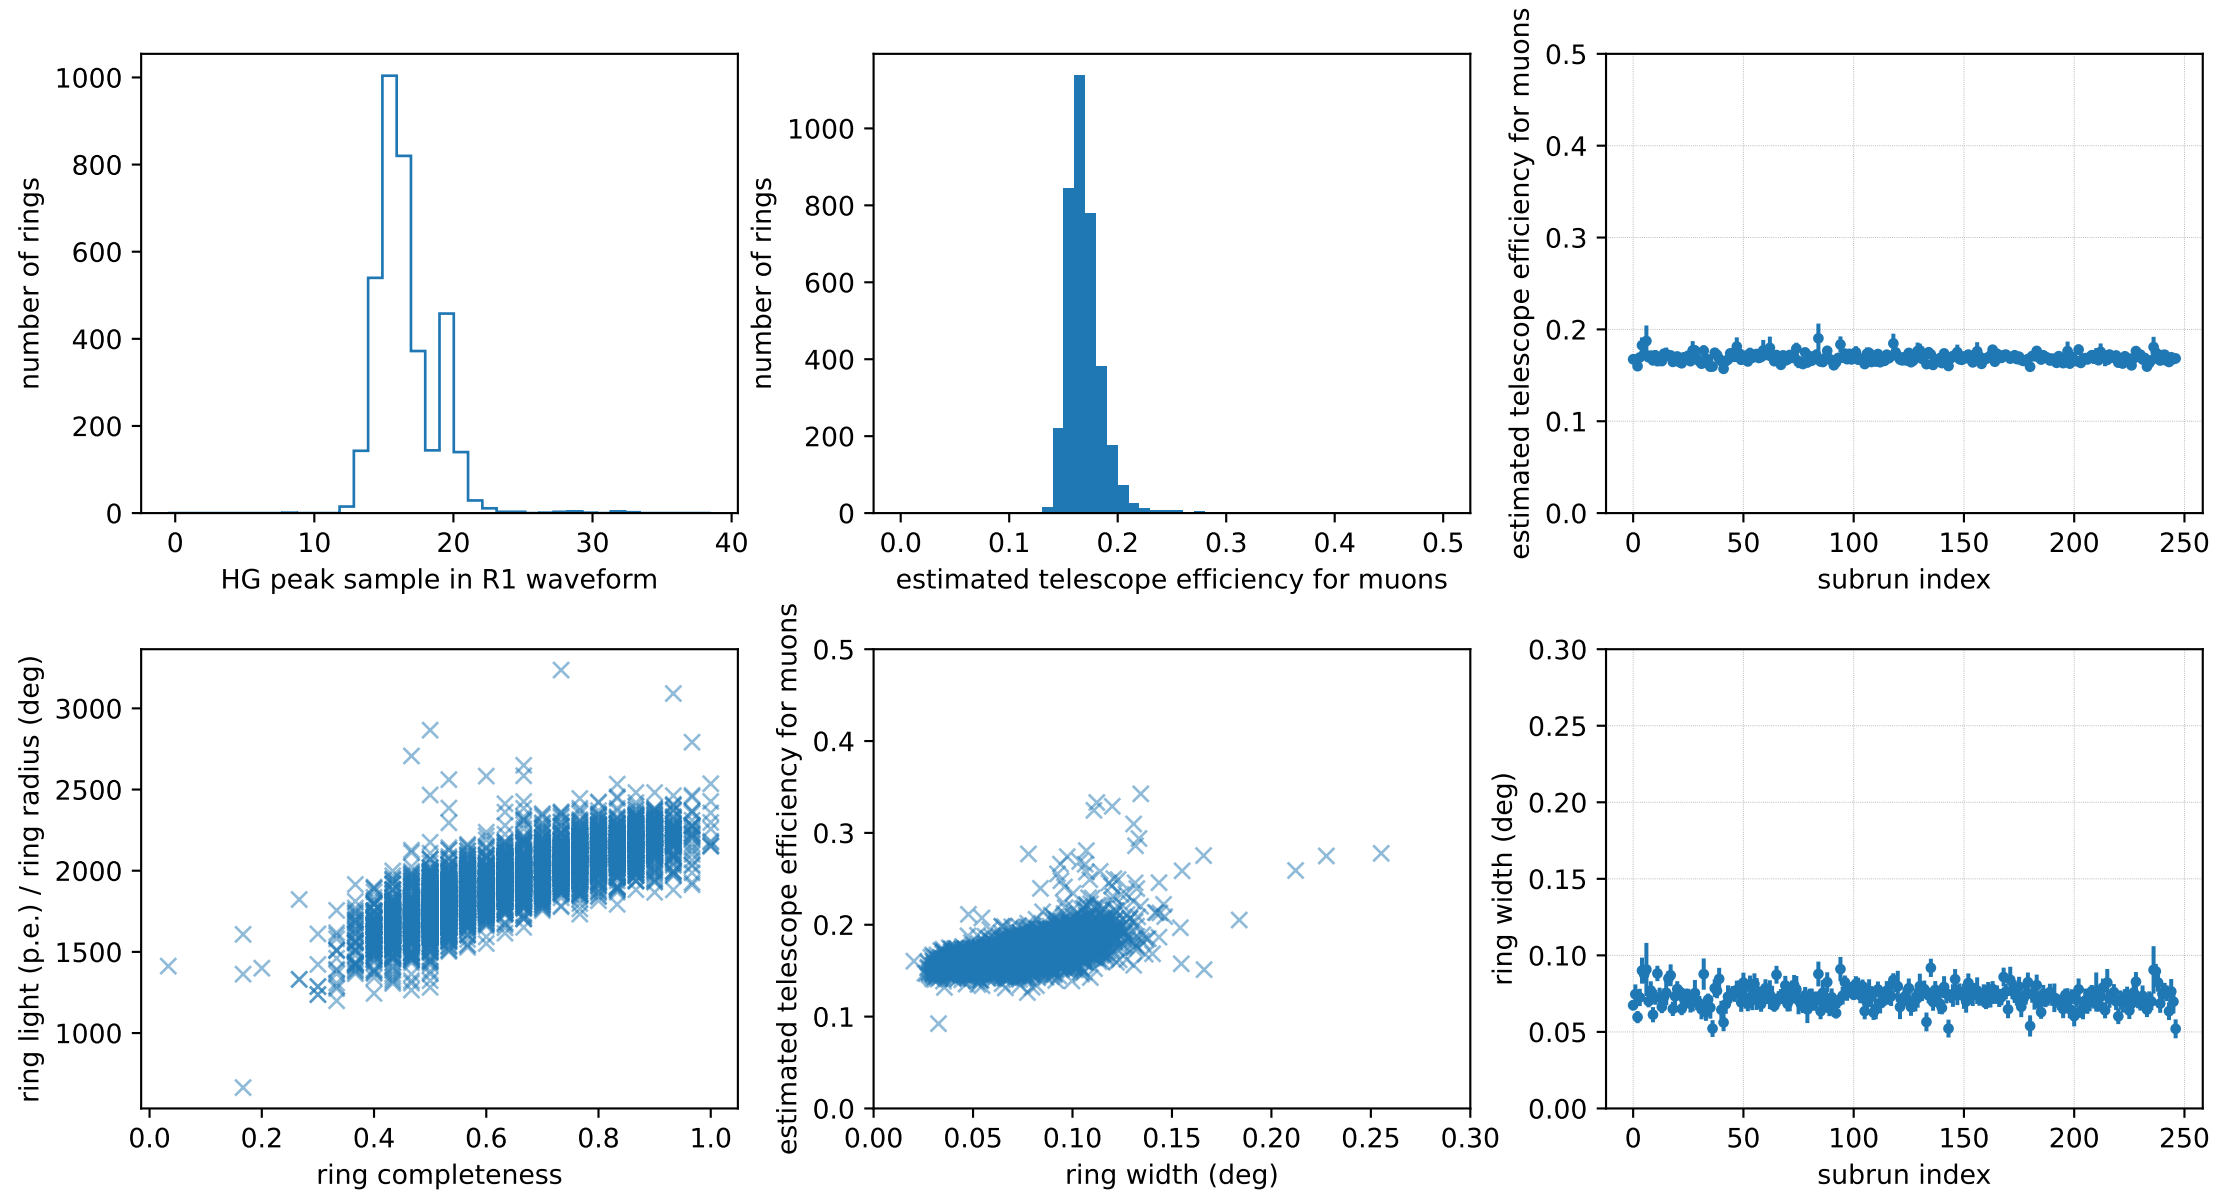 number of rings
1000
800
600
400
200
0
0 10 20 30 40
HG peak sample in R1 waveform
number of rings
1000
800
600
400
200
0
0.0 0.1 0.2 0.3 0.4 0.5
estimated telescope efficiency for muons
estimated telescope efficiency for muons
0.5
0.4
0.3
0.2
0.1
0.0
0 50 100 150 200 250
subrun index
ring light (p.e.) / ring radius (deg)
3000
2500
2000
1500
1000
0.0 0.2 0.4 0.6 0.8 1.0
ring completeness
estimated telescope efficiency for muons
0.5
0.4
0.3
0.2
0.1
0.0
0.00 0.05 0.10 0.15 0.20 0.25 0.30
ring width (deg)
ring width (deg)
0.30
0.25
0.20
0.15
0.10
0.05
0.00
0 50 100 150 200 250
subrun index